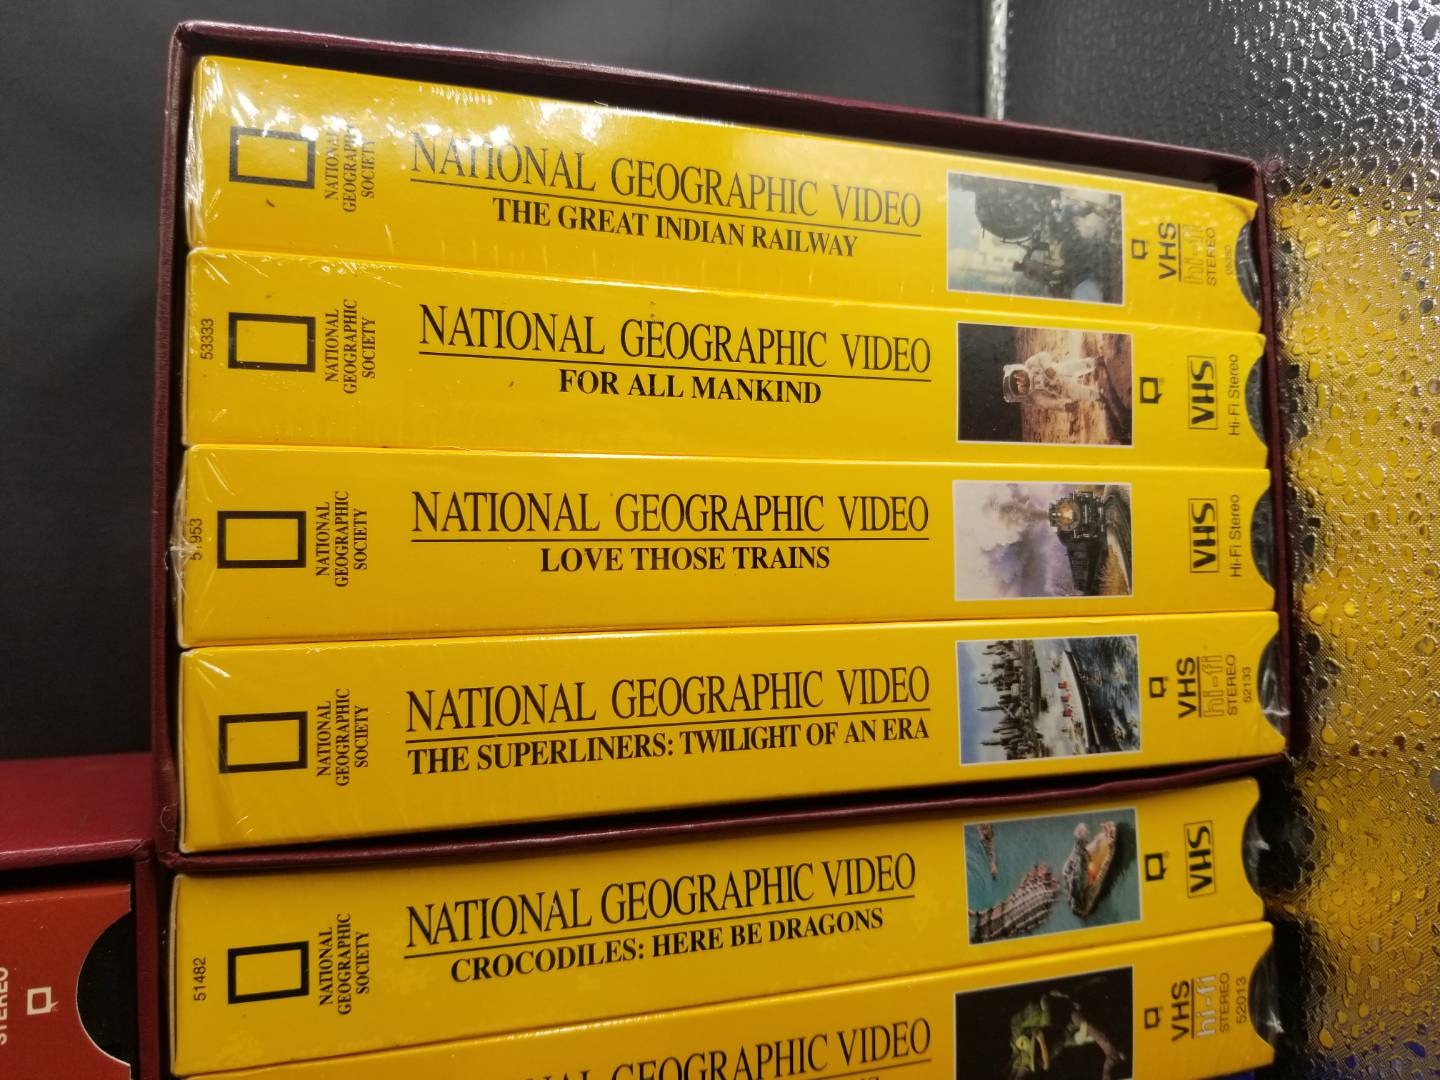 NATIONAL
GEOGRAPHIC
SOCIETY
NATIONAL GEOGRAPHIC VIDEO
THE GREAT INDIAN RAILWAY
VHS
hi-fi
STEREO
53333
NATIONAL
GEOGRAPHIC
SOCIETY
NATIONAL GEOGRAPHIC VIDEO
FOR ALL MANKIND
VHS
Hi-Fi Stereo
51953
NATIONAL
GEOGRAPHIC
SOCIETY
NATIONAL GEOGRAPHIC VIDEO
LOVE THOSE TRAINS
VHS
Hi-Fi Stereo
NATIONAL
GEOGRAPHIC
SOCIETY
NATIONAL GEOGRAPHIC VIDEO
THE SUPERLINERS: TWILIGHT OF AN ERA
VHS
hi-fi
STEREO
52133
51482
NATIONAL
GEOGRAPHIC
SOCIETY
NATIONAL GEOGRAPHIC VIDEO
CROCODILES: HERE BE DRAGONS
VHS
NATIONAL GEOGRAPHIC VIDEO
VHS
hi-fi
STEREO
52013
STEREO